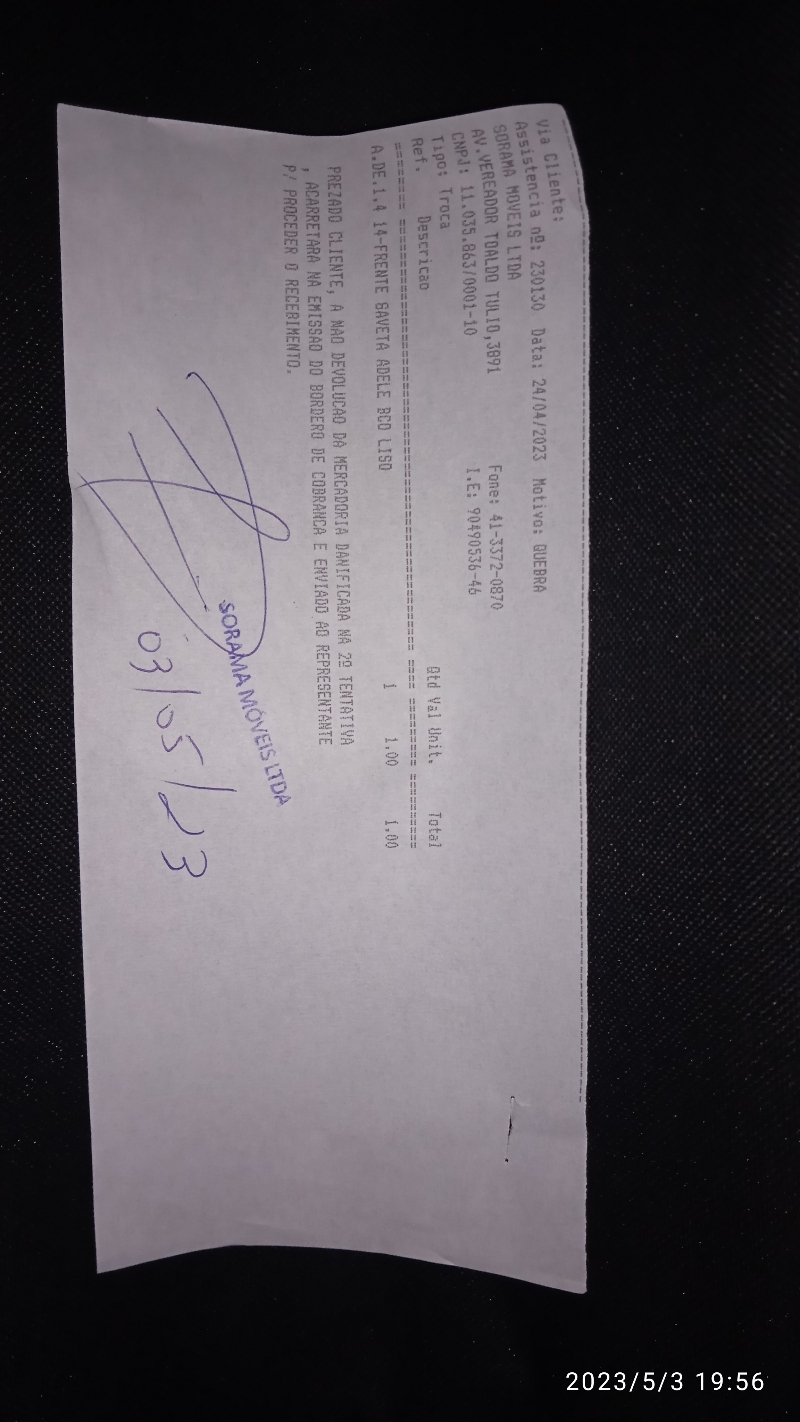 Via Cliente:
Assistencia nº: 230130 Data: 24/04/2023 Motivo: QUEBRA
SORAMA MOVEIS LTDA Fone: 41-3372-0870
AV.VEREADOR TOALDO TULIO,3891 I.E: 90490536-46
CNPJ: 11.035.863/0001-10
Tipo: Troca
Ref. Descricao Qtd Val Unit. Total
A.DE.1.4 14-FRENTE GAVETA ADELE BCO LISO 1 1.00 1.00
PREZADO CLIENTE, A NAO DEVOLUCAO DA MERCADORIA DANIFICADA NA 2º TENTATIVA
, ACARRETARA NA EMISSAO DO BORDERO DE COBRANCA E ENVIADO AO REPRESENTANTE
P/ PROCEDER O RECEBIMENTO.
SORAMA MÓVEIS LTDA
03/05/23
2023/5/3 19:56